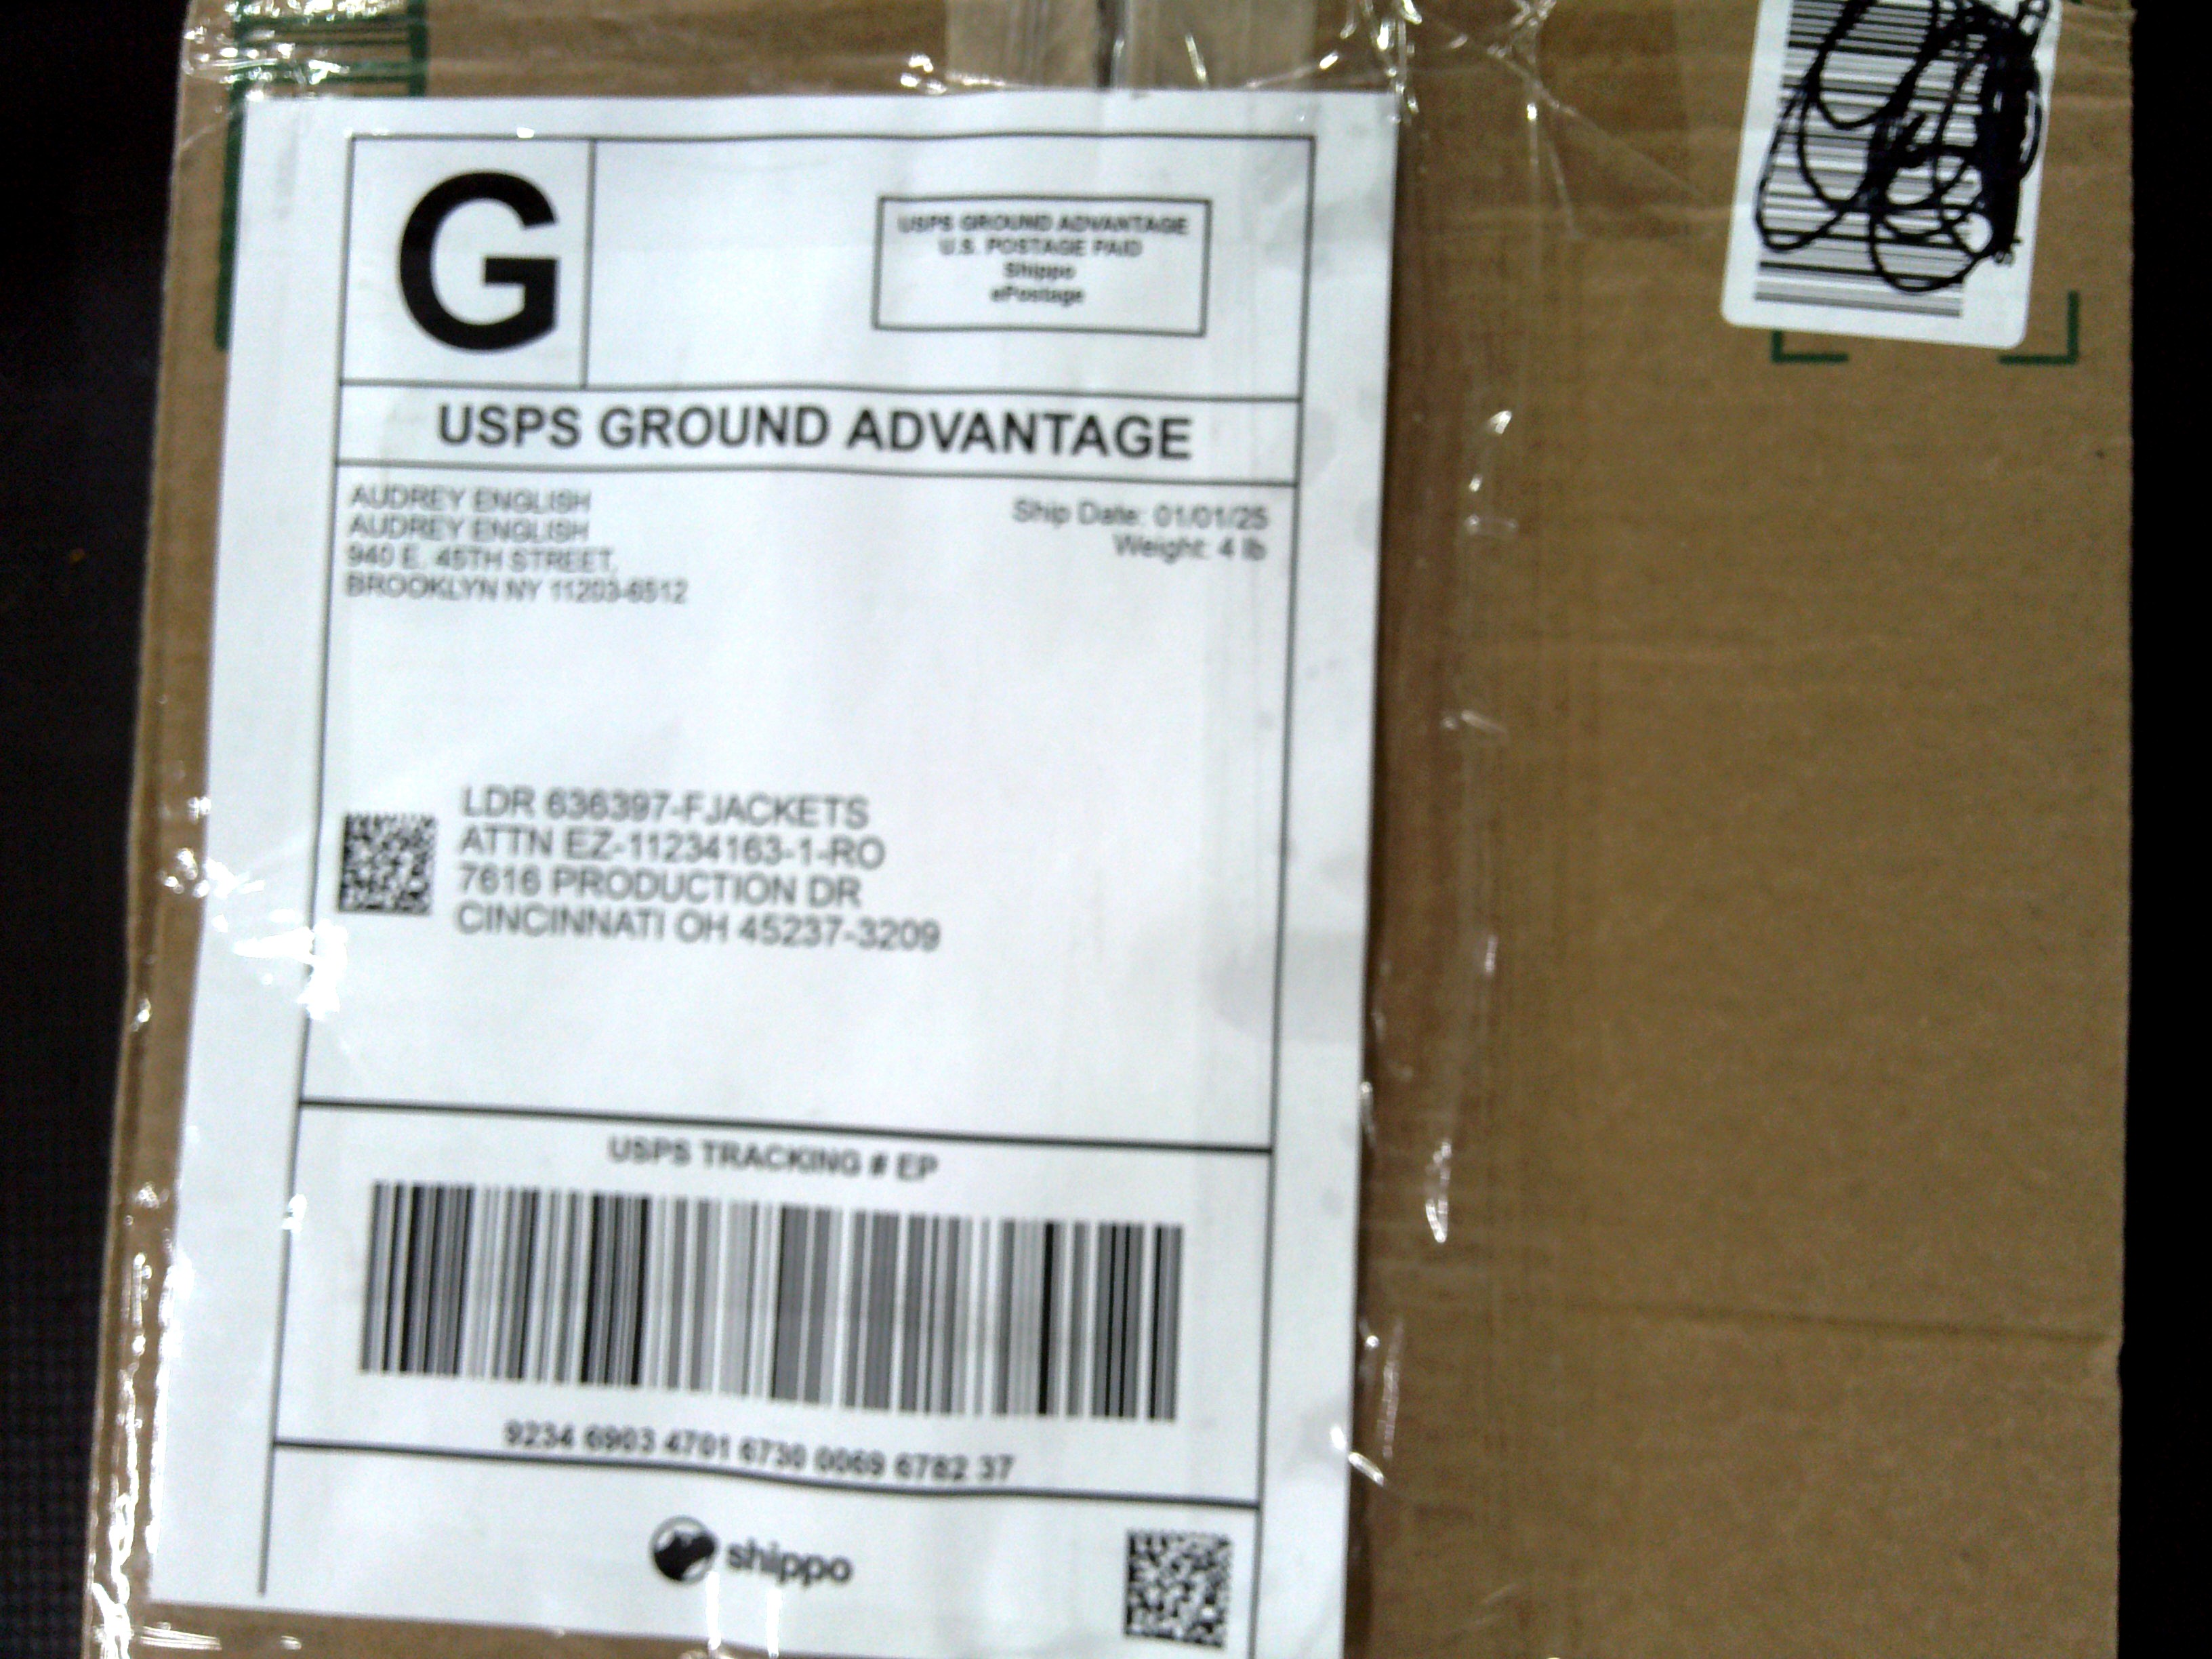 G
USPS GROUND ADVANTAGE
U.S. POSTAGE PAID
Shippo
ePostage
USPS GROUND ADVANTAGE
AUDREY ENGLISH
AUDREY ENGLISH
940 E. 45TH STREET,
BROOKLYN NY 11203-6512
Ship Date: 01/01/25
Weight: 4 lb
LDR 636397-FJACKETS
ATTN EZ-11234163-1-RO
7616 PRODUCTION DR
CINCINNATI OH 45237-3209
USPS TRACKING # EP
9234 6903 4701 6730 0069 6782 37
shippo